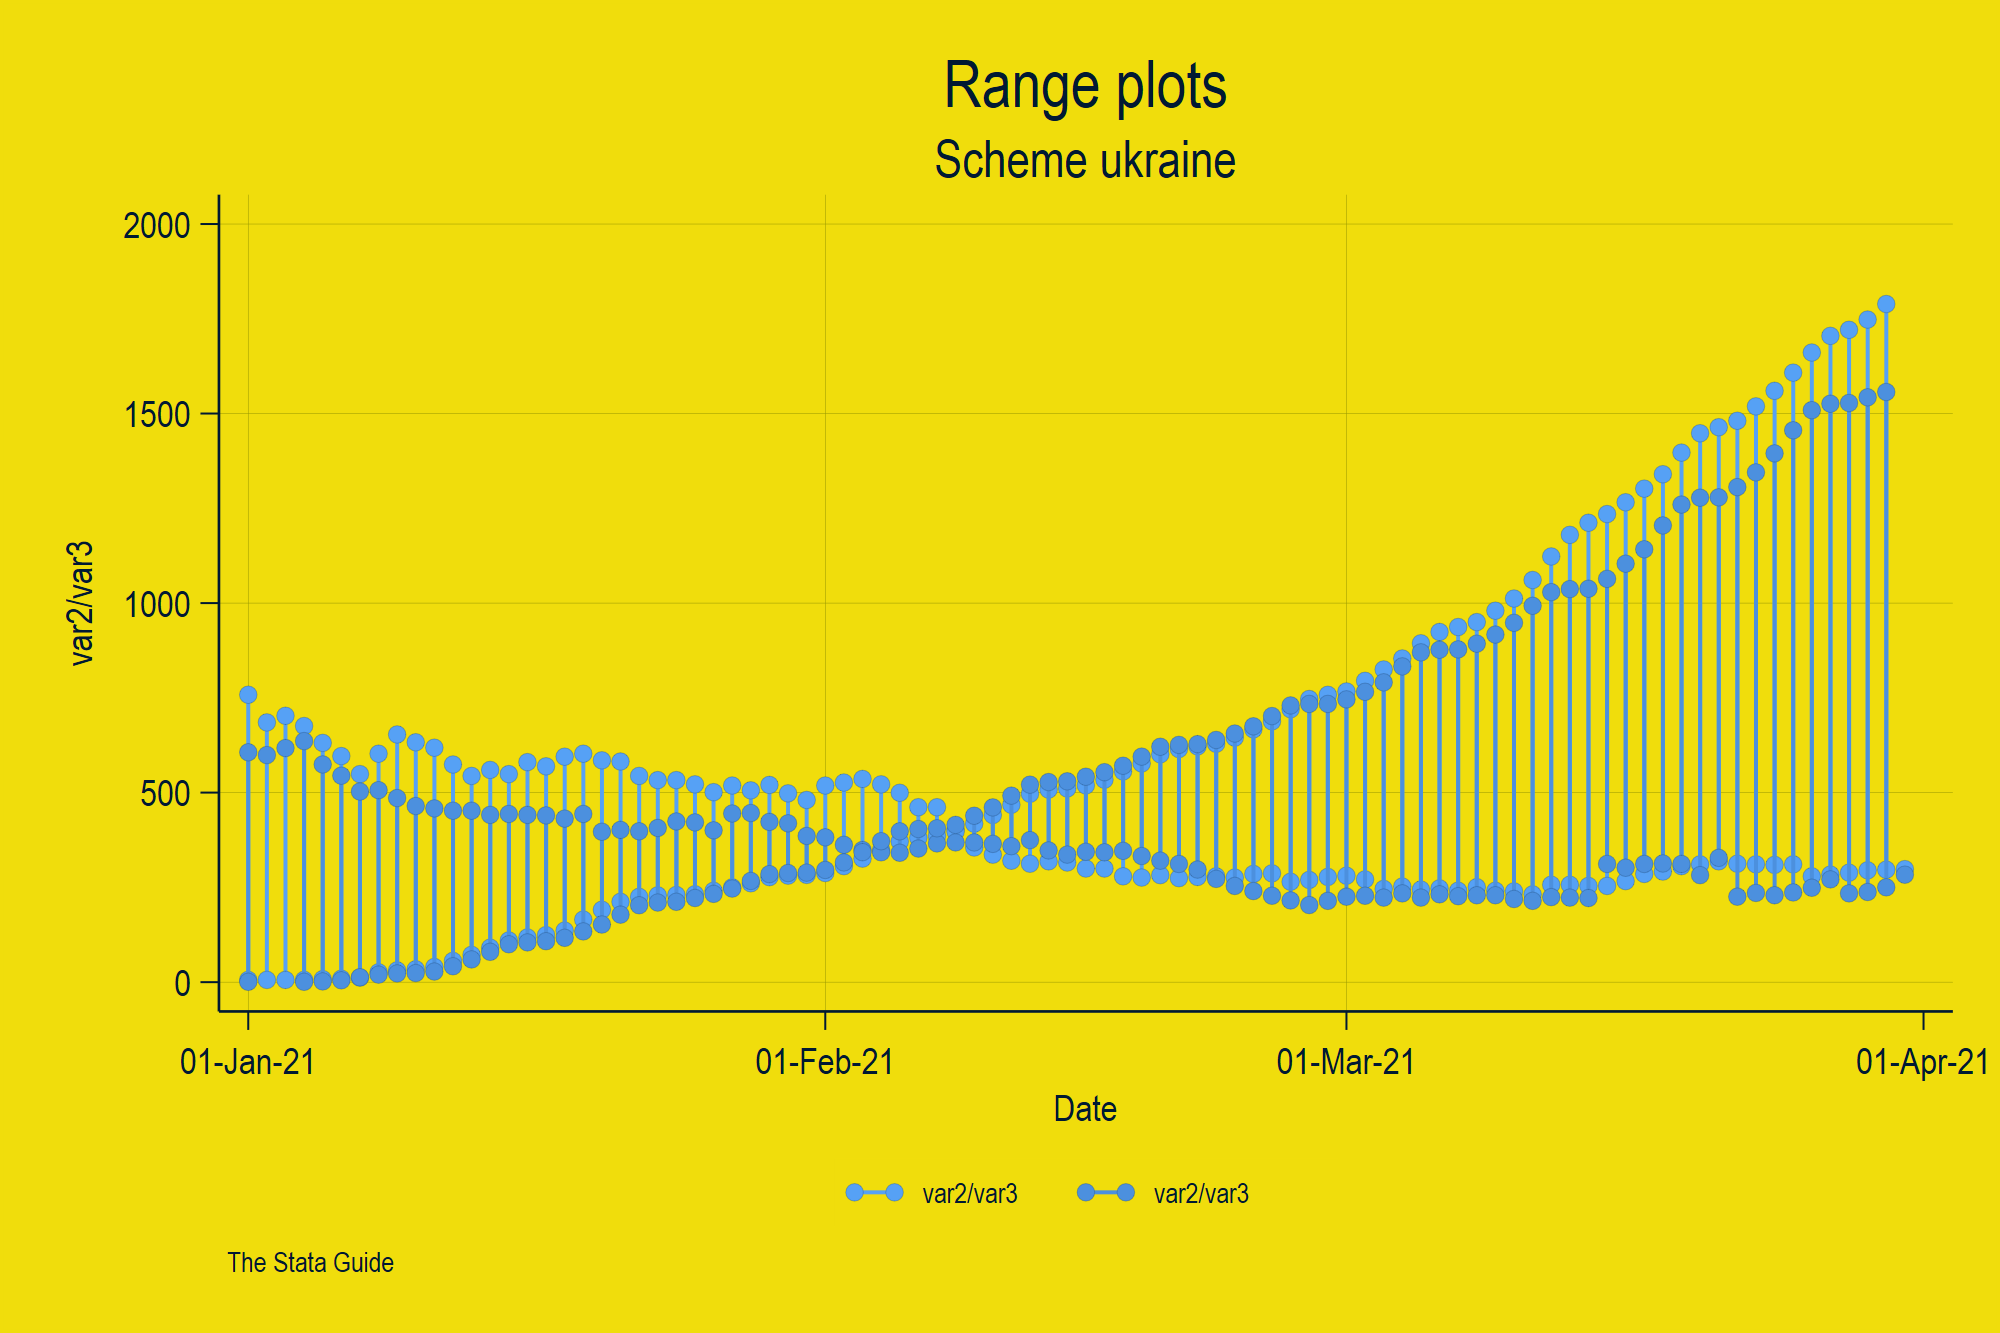 Range plots
Scheme ukraine
2000
1500
1000
500
0
var2/var3
01-Jan-21
01-Feb-21
01-Mar-21
01-Apr-21
Date
var2/var3
var2/var3
The Stata Guide